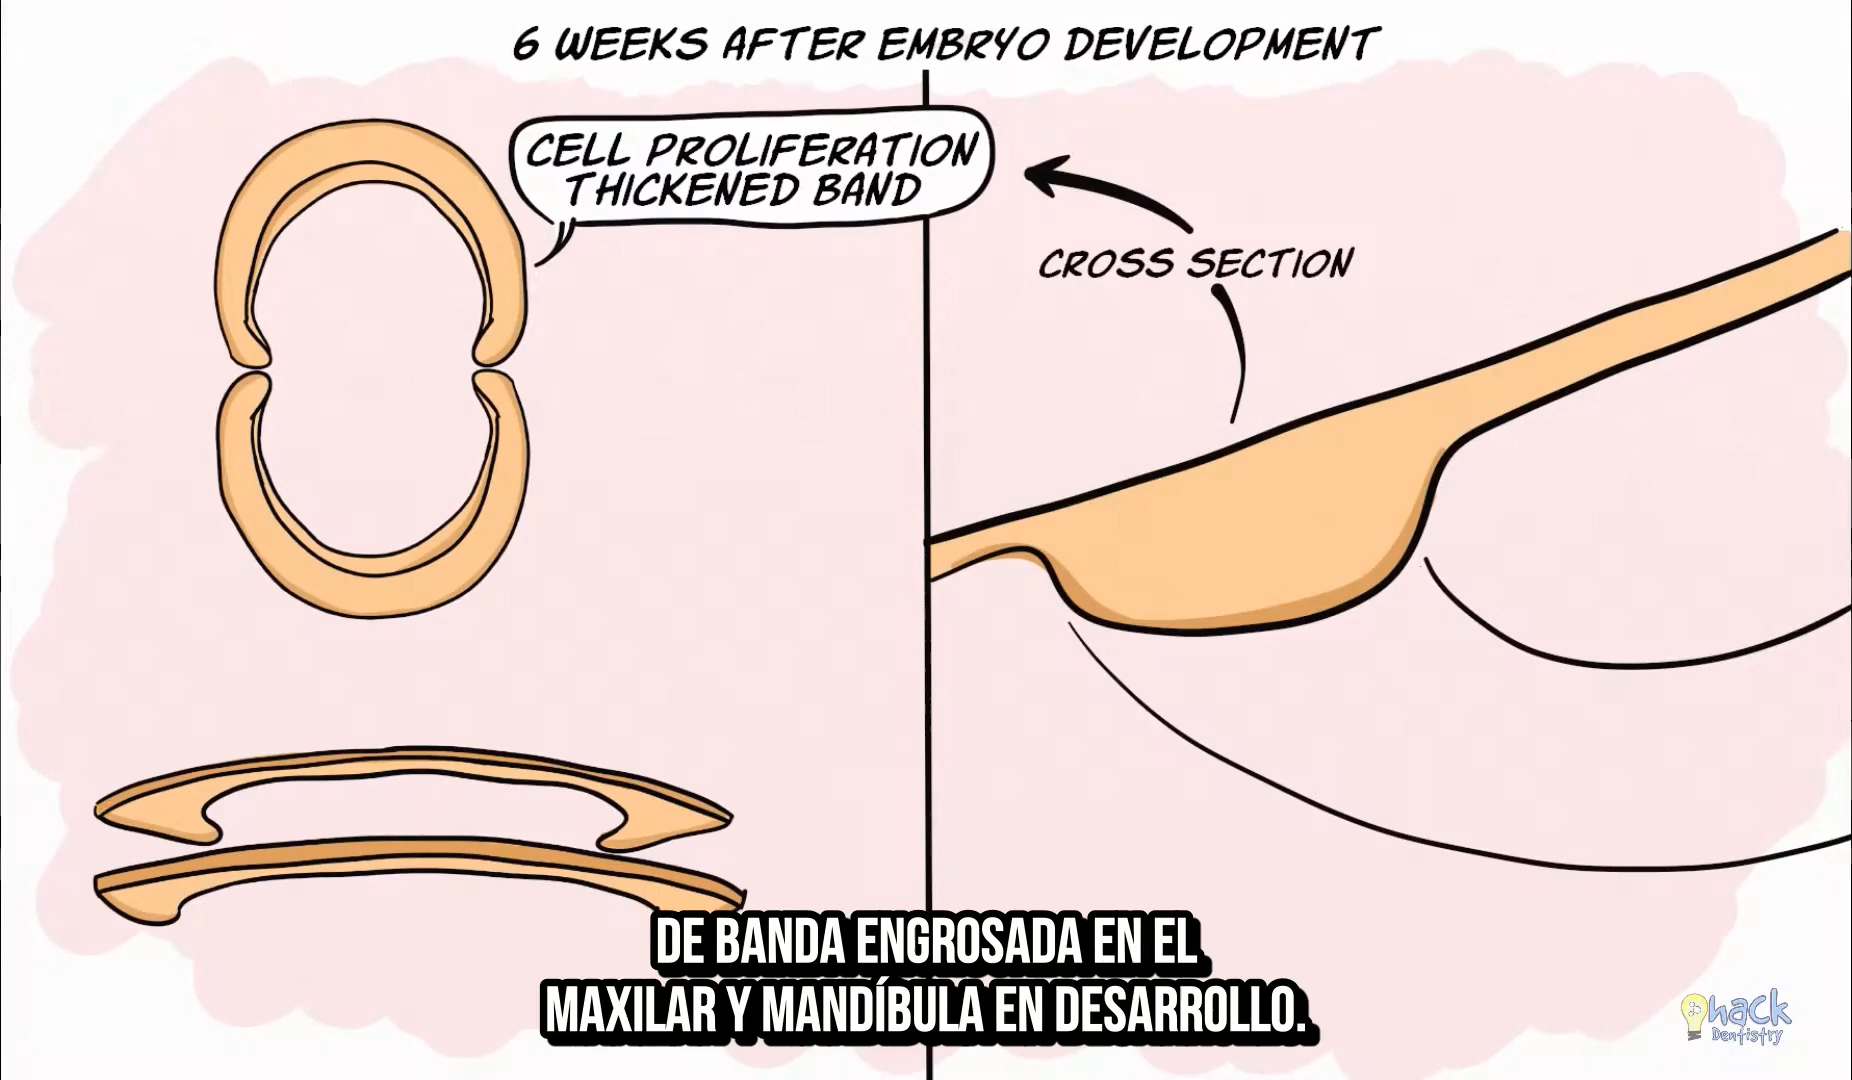 6 WEEKS AFTER EMBRYO DEVELOPMENT
CELL PROLIFERATION
THICKENED BAND
CROSS SECTION
DE BANDA ENGROSADA EN EL
MAXILAR Y MANDÍBULA EN DESARROLLO.
hack
Dentistry